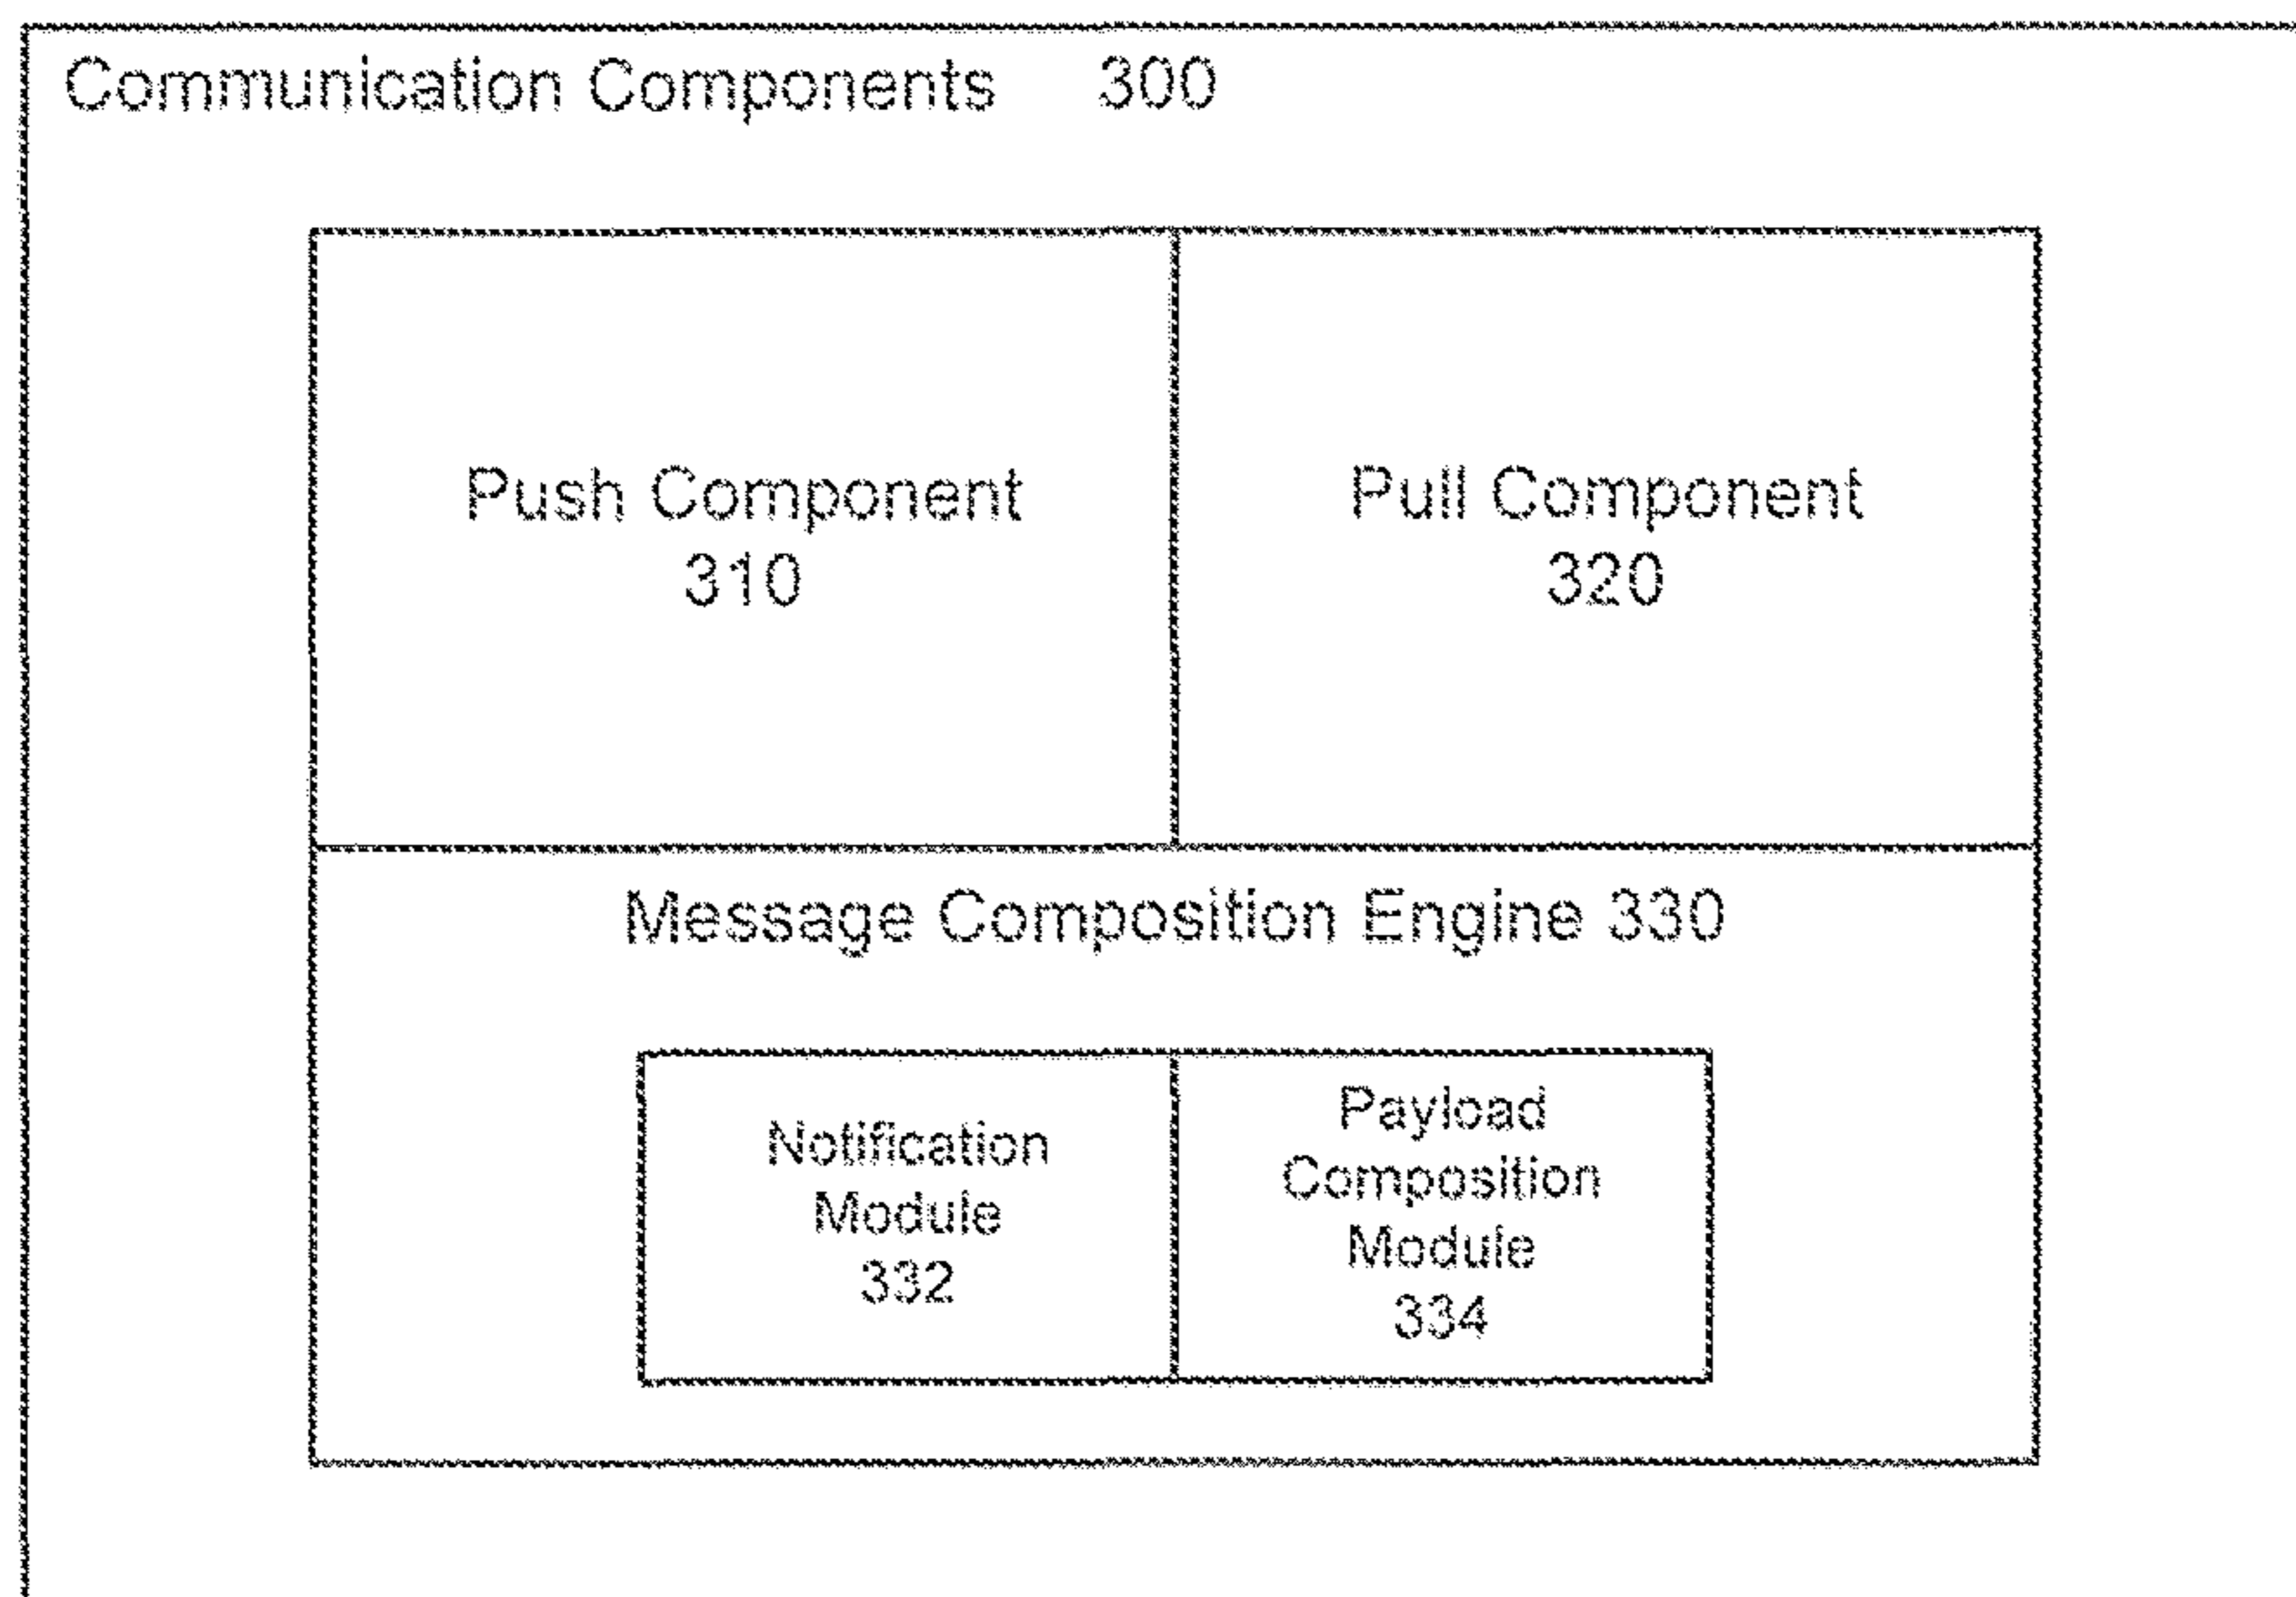 Communication Components 300
Push Component
310
Pull Component
320
Message Composition Engine 330
Notification
Module
332
Payload
Composition
Module
334